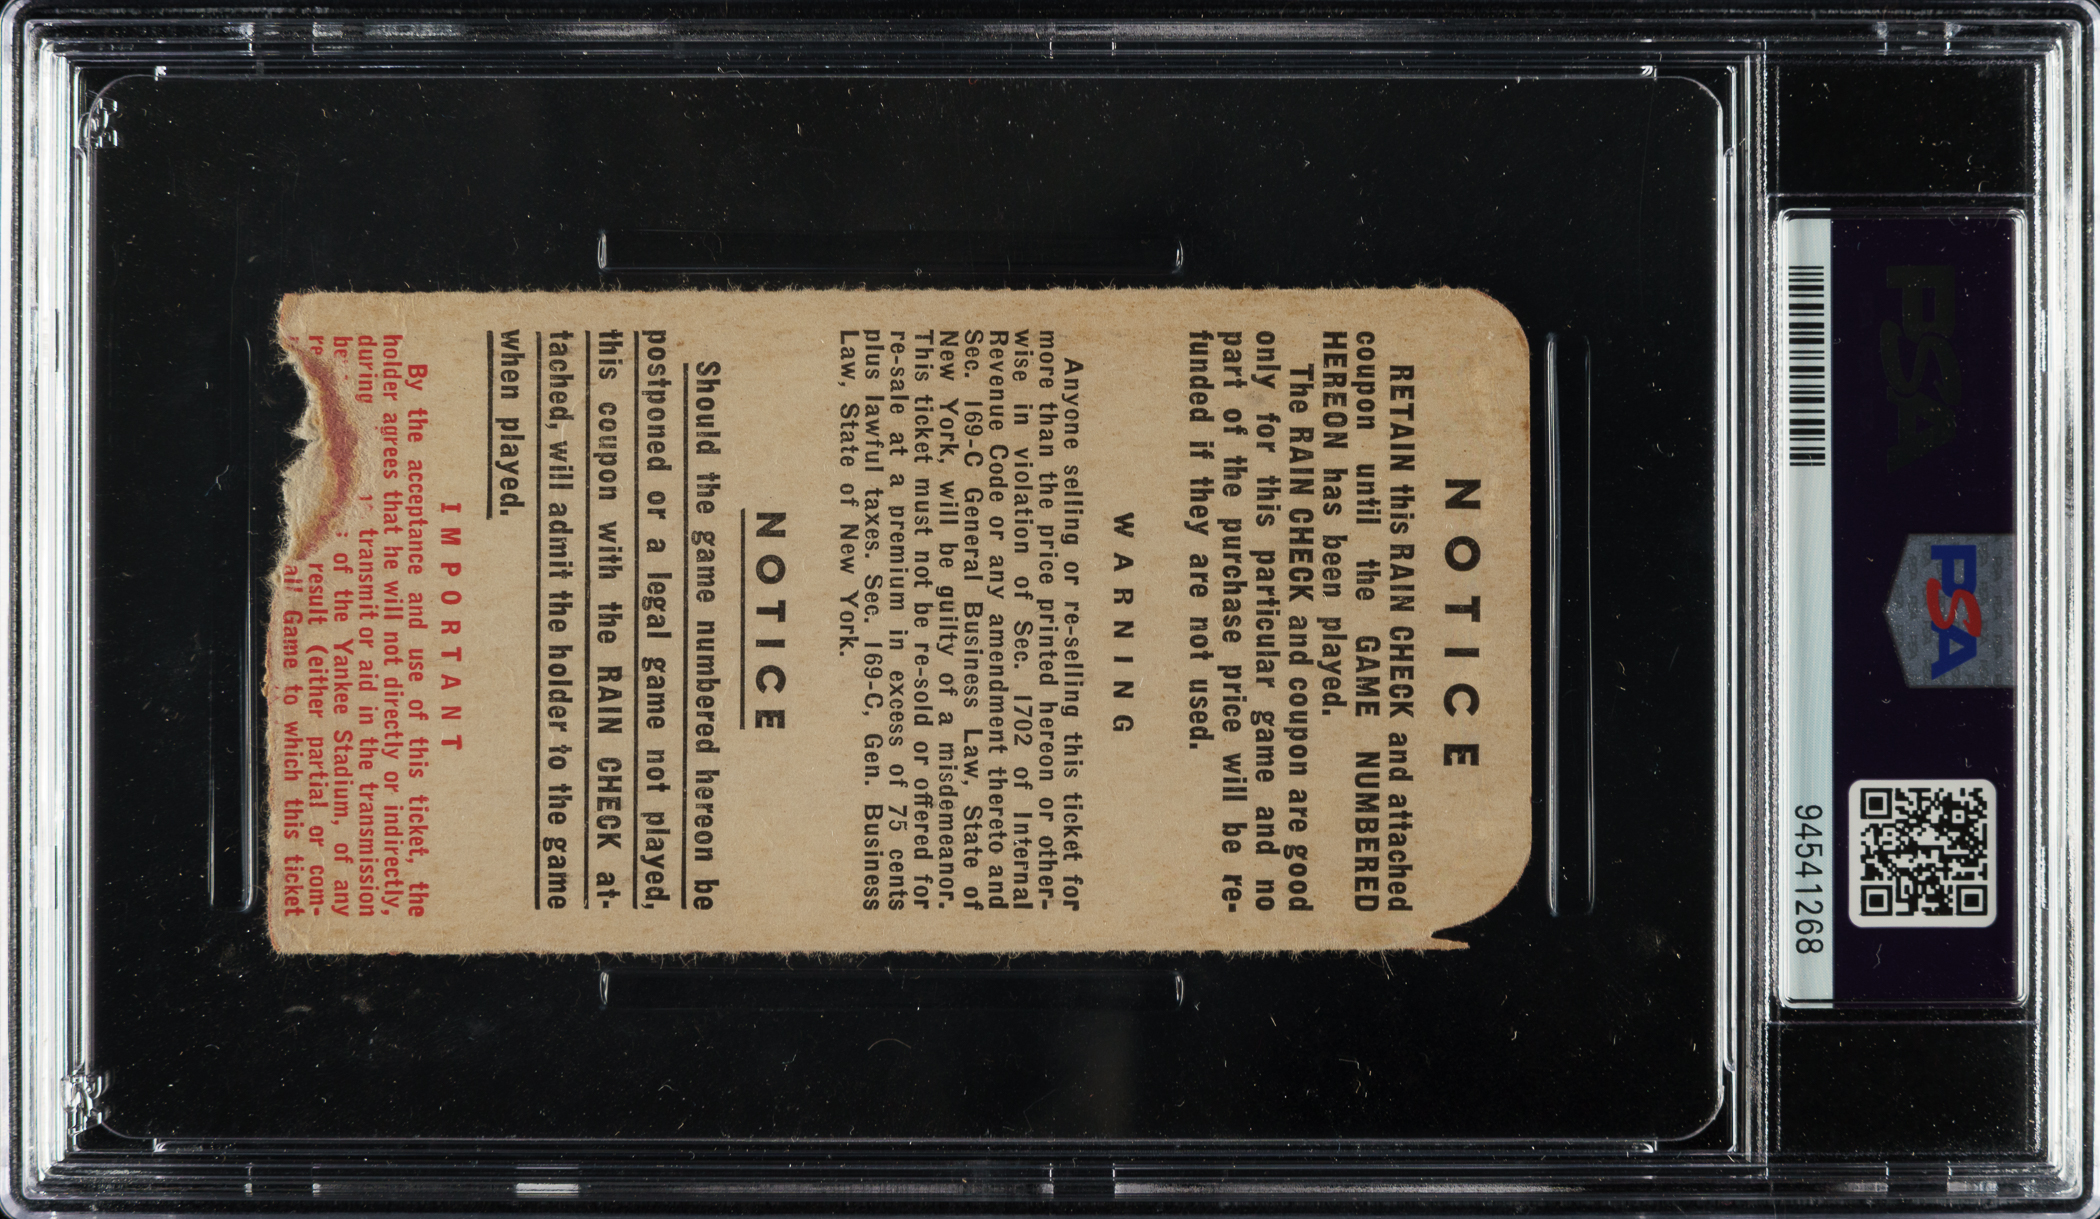 NOTICE
RETAIN this RAIN CHECK and attached
coupon until the GAME NUMBERED
HEREON has been played.
The RAIN CHECK and coupon are good
only for this particular game and no
part of the purchase price will be re-
funded if they are not used.
WARNING
Anyone selling or re-selling this ticket for
more than the price printed hereon or other-
wise in violation of Sec. 1702 of Internal
Revenue Code or any amendment thereto and
Sec. 169-C General Business Law, State of
New York, will be guilty of a misdemeanor.
This ticket must not be re-sold or offered for
re-sale at a premium in excess of 75 cents
plus lawful taxes. Sec. 169-C, Gen. Business
Law, State of New York.
NOTICE
Should the game numbered hereon be
postponed or a legal game not played,
this coupon with the RAIN CHECK at-
tached, will admit the holder to the game
when played.
IMPORTANT
By the acceptance and use of this ticket, the
holder agrees that he will not directly or indirectly,
during transmit or aid in the transmission
of the Yankee Stadium, of any
result (either partial or com-
all Game to which this ticket
PSA
PSA
94541268